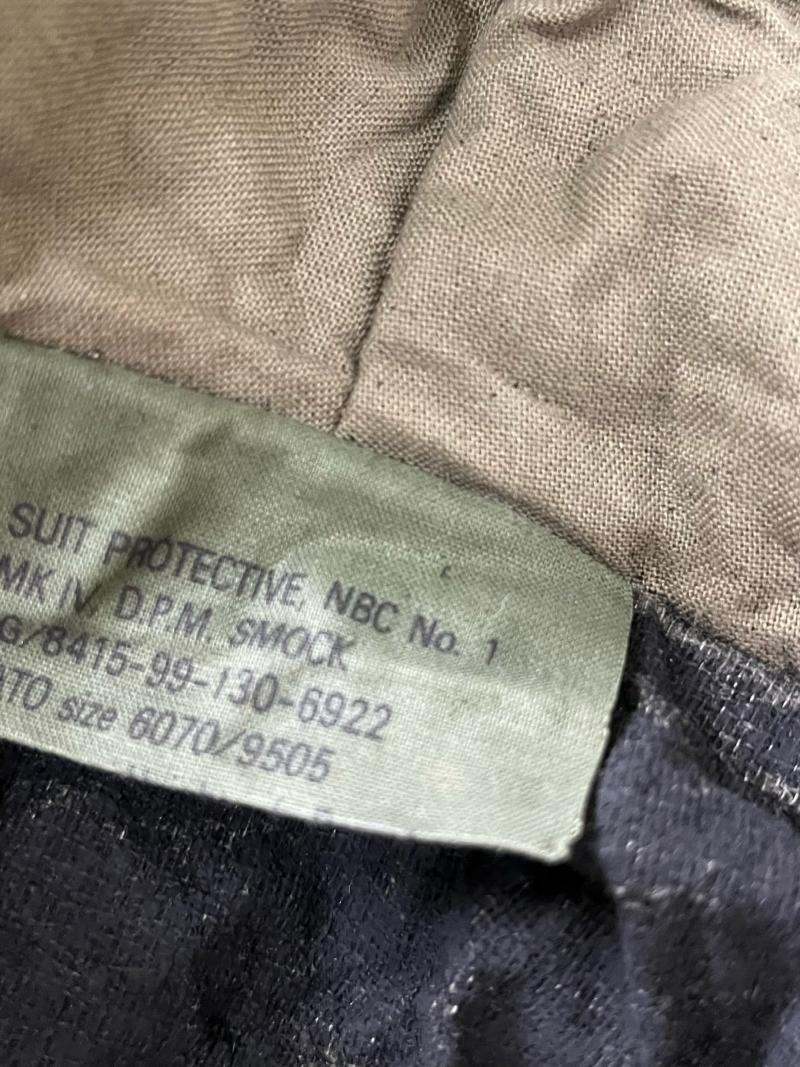 SUIT PROTECTIVE, NBC No. 1
MK IV, D.P.M. SMOCK
G/8415-99-130-6922
ATO size 6070/9505